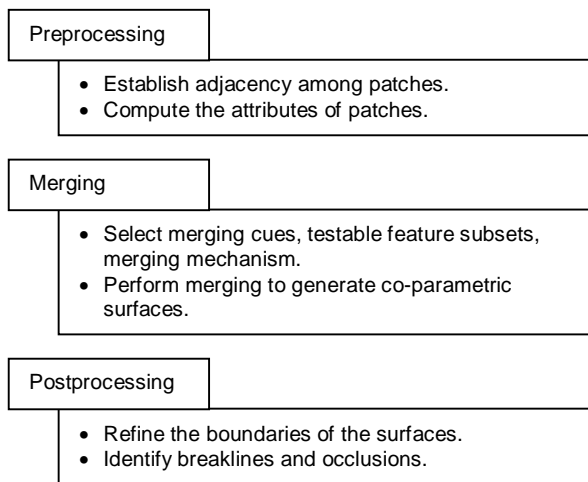 Preprocessing
• Establish adjacency among patches.
• Compute the attributes of patches.
Merging
• Select merging cues, testable feature subsets,
merging mechanism.
• Perform merging to generate co-parametric
surfaces.
Postprocessing
• Refine the boundaries of the surfaces.
• Identify breaklines and occlusions.